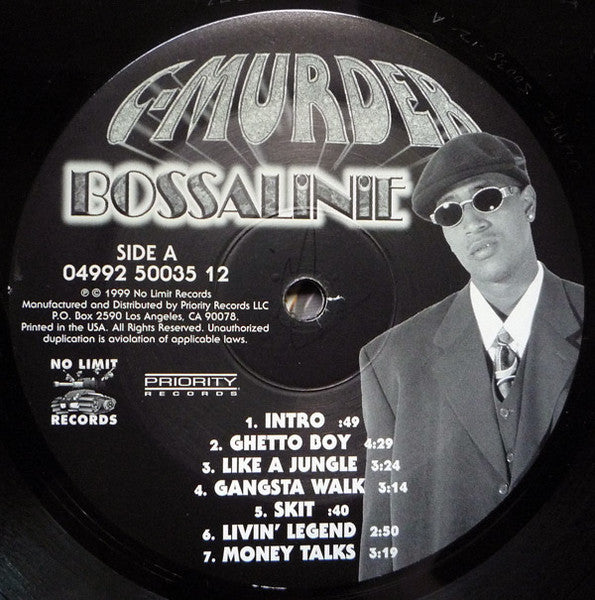 C-MURDER
BOSSALINIE
SIDE A
04992 50035 12
℗ © 1999 No Limit Records
Manufactured and Distributed by Priority Records LLC
P.O. Box 2590 Los Angeles, CA 90078.
Printed in the USA. All Rights Reserved. Unauthorized
duplication is aviolation of applicable laws.
NO LIMIT
RECORDS
PRIORITY
RECORDS
1. INTRO :49
2. GHETTO BOY 4:29
3. LIKE A JUNGLE 3:24
4. GANGSTA WALK 3:14
5. SKIT :40
6. LIVIN' LEGEND 2:50
7. MONEY TALKS 3:19